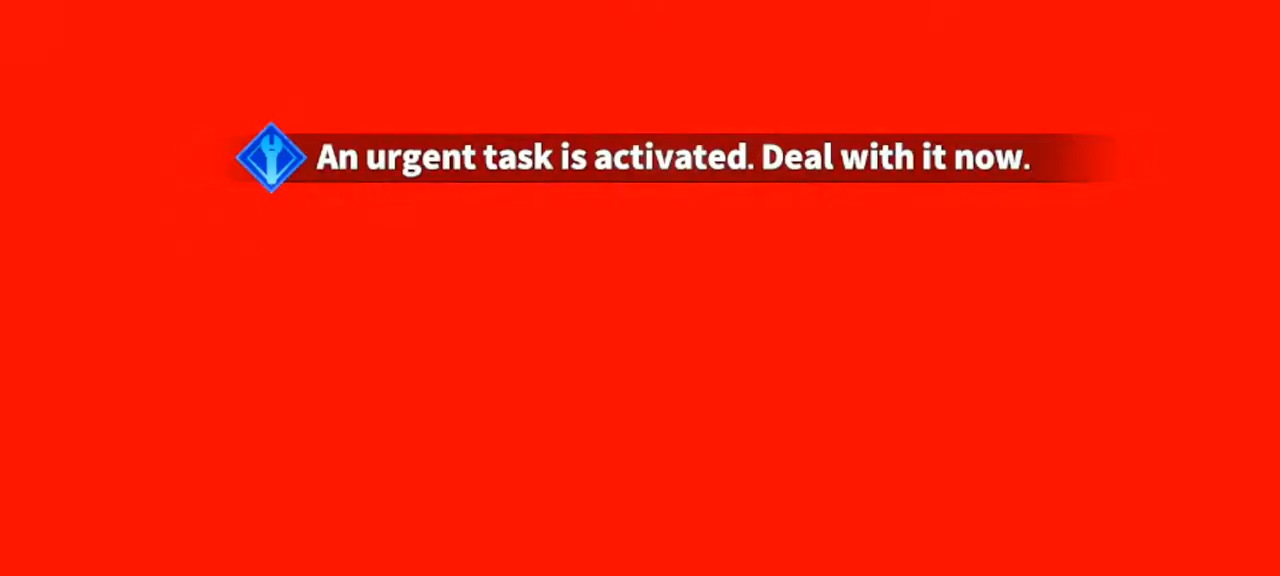 An urgent task is activated. Deal with it now.